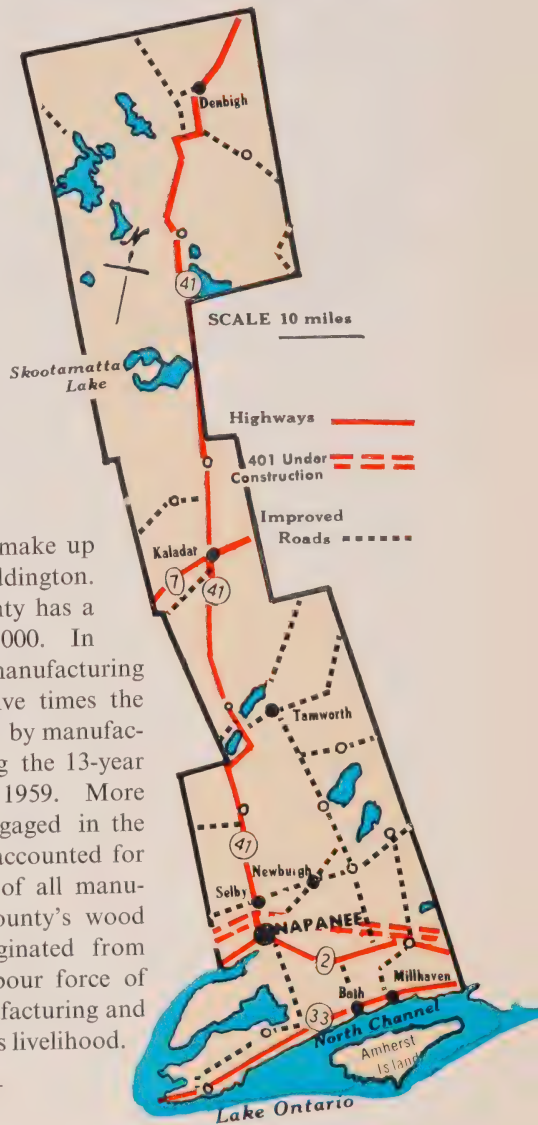 Denbigh
41
SCALE 10 miles
Skootamatta
Lake
Highways
401 Under
Construction
Improved
Roads
Kaladar
7
41
make up
ddington.
nty has a
000. In
manufacturing
ive times the
by manufac-
g the 13-year
1959. More
gaged in the
accounted for
of all manu-
ounty's wood
ginated from
bour force of
facturing and
s livelihood.
Tamworth
41
Newburgh
Selby
NAPANEE
2
Bath
Millhaven
33
North Channel
Amherst
Island
Lake Ontario